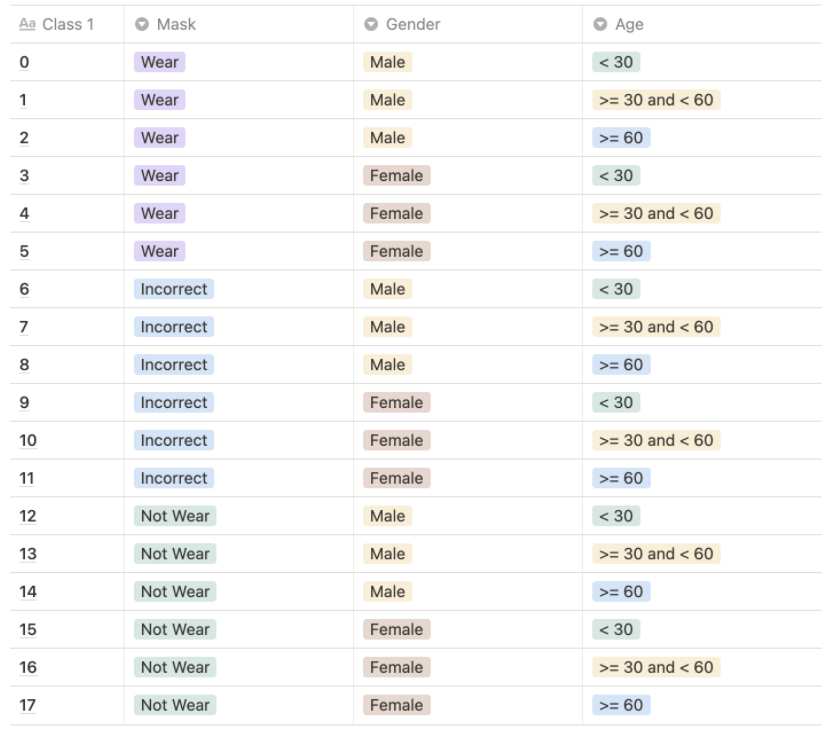 Aa Class 1 Mask Gender Age
0 Wear Male < 30
1 Wear Male >= 30 and < 60
2 Wear Male >= 60
3 Wear Female < 30
4 Wear Female >= 30 and < 60
5 Wear Female >= 60
6 Incorrect Male < 30
7 Incorrect Male >= 30 and < 60
8 Incorrect Male >= 60
9 Incorrect Female < 30
10 Incorrect Female >= 30 and < 60
11 Incorrect Female >= 60
12 Not Wear Male < 30
13 Not Wear Male >= 30 and < 60
14 Not Wear Male >= 60
15 Not Wear Female < 30
16 Not Wear Female >= 30 and < 60
17 Not Wear Female >= 60